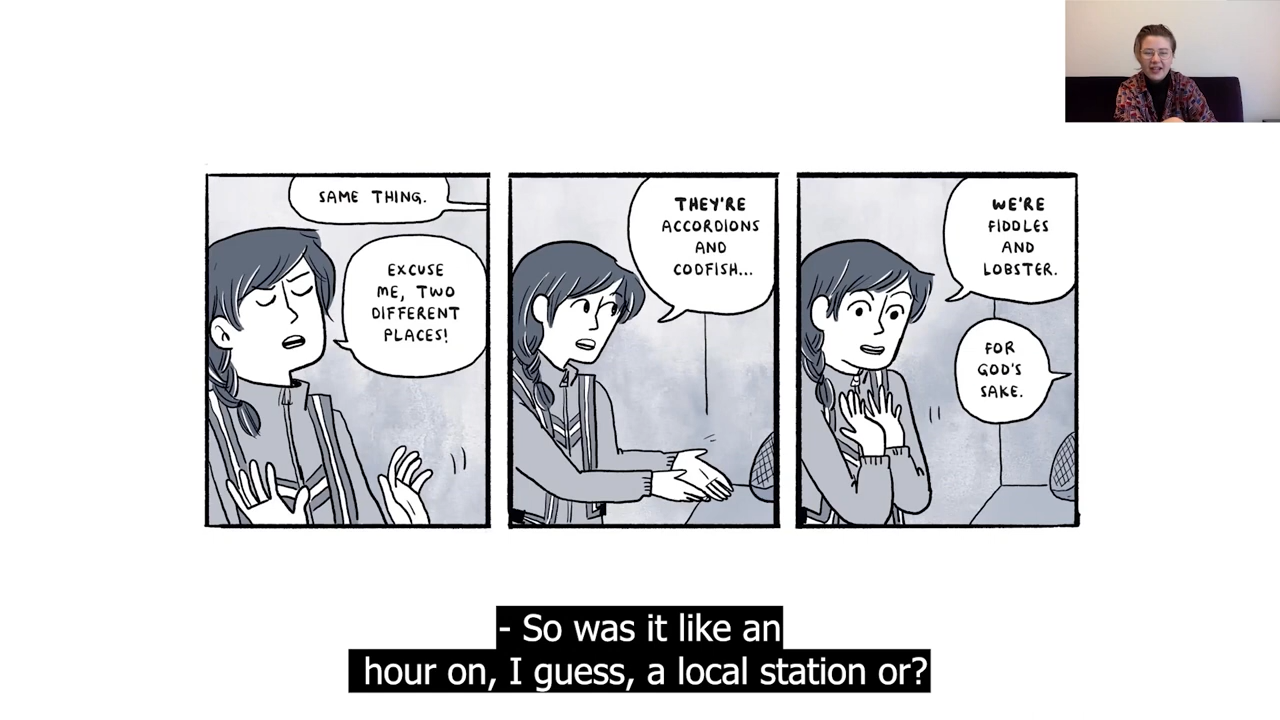 SAME THING.
EXCUSE
ME, TWO
DIFFERENT
PLACES!
THEY'RE
ACCORDIONS
AND
CODFISH...
WE'RE
FIDDLES
AND
LOBSTER.
FOR
GOD'S
SAKE.
- So was it like an
hour on, I guess, a local station or?